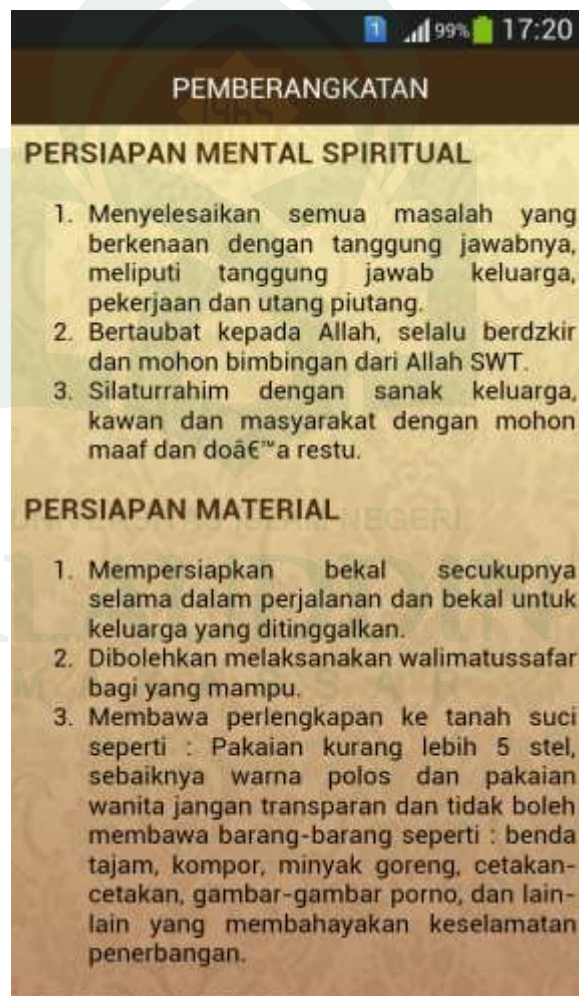 1 99% 17:20
PEMBERANGKATAN
PERSIAPAN MENTAL SPIRITUAL
1. Menyelesaikan semua masalah yang
berkenaan dengan tanggung jawabnya,
meliputi tanggung jawab keluarga,
pekerjaan dan utang piutang.
2. Bertaubat kepada Allah, selalu berdzkir
dan mohon bimbingan dari Allah SWT.
3. Silaturrahim dengan sanak keluarga,
kawan dan masyarakat dengan mohon
maaf dan doâ€™a restu.
PERSIAPAN MATERIAL
1. Mempersiapkan bekal secukupnya
selama dalam perjalanan dan bekal untuk
keluarga yang ditinggalkan.
2. Dibolehkan melaksanakan walimatussafar
bagi yang mampu.
3. Membawa perlengkapan ke tanah suci
seperti : Pakaian kurang lebih 5 stel,
sebaiknya warna polos dan pakaian
wanita jangan transparan dan tidak boleh
membawa barang-barang seperti : benda
tajam, kompor, minyak goreng, cetakan-
cetakan, gambar-gambar porno, dan lain-
lain yang membahayakan keselamatan
penerbangan.